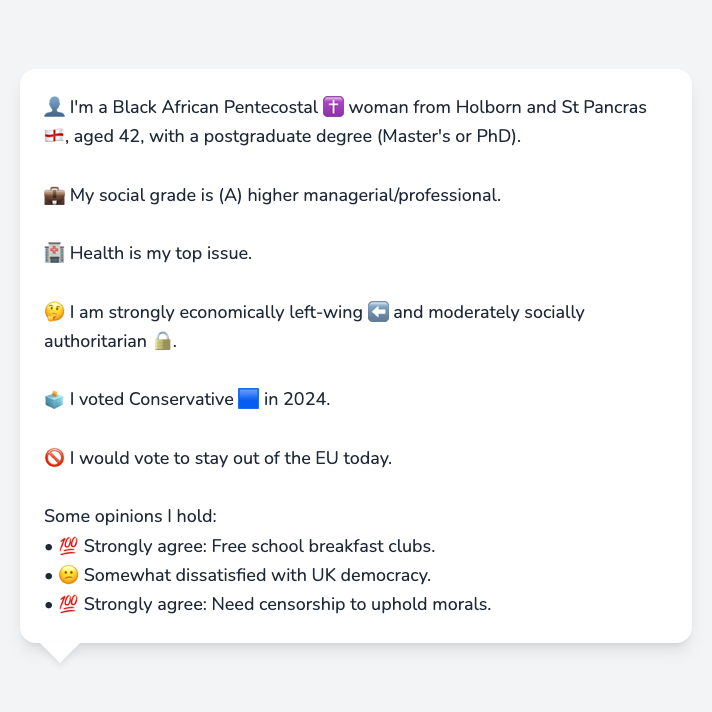 👤 I'm a Black African Pentecostal ✝️ woman from Holborn and St Pancras
🏴󠁧󠁢󠁥󠁮󠁧󠁿, aged 42, with a postgraduate degree (Master's or PhD).
💼 My social grade is (A) higher managerial/professional.
🏥 Health is my top issue.
🤔 I am strongly economically left-wing ⬅️ and moderately socially
authoritarian 🔒.
🗳️ I voted Conservative 🟦 in 2024.
🚫 I would vote to stay out of the EU today.
Some opinions I hold:
• 💯 Strongly agree: Free school breakfast clubs.
• 😕 Somewhat dissatisfied with UK democracy.
• 💯 Strongly agree: Need censorship to uphold morals.